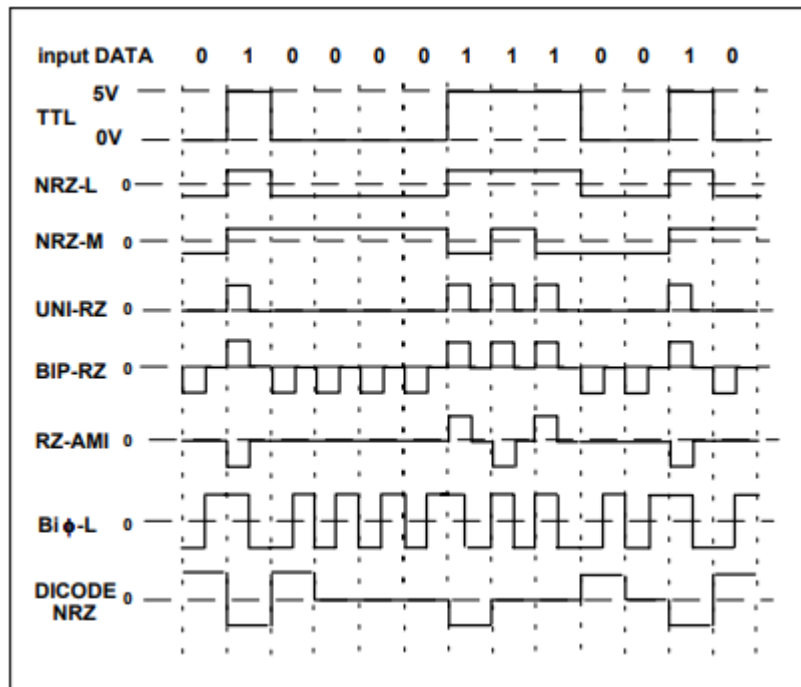 input DATA 0 1 0 0 0 0 1 1 1 0 0 1 0
5V
TTL
0V
NRZ-L 0
NRZ-M 0
UNI-RZ 0
BIP-RZ 0
RZ-AMI 0
Bi ϕ-L 0
DICODE 0
NRZ